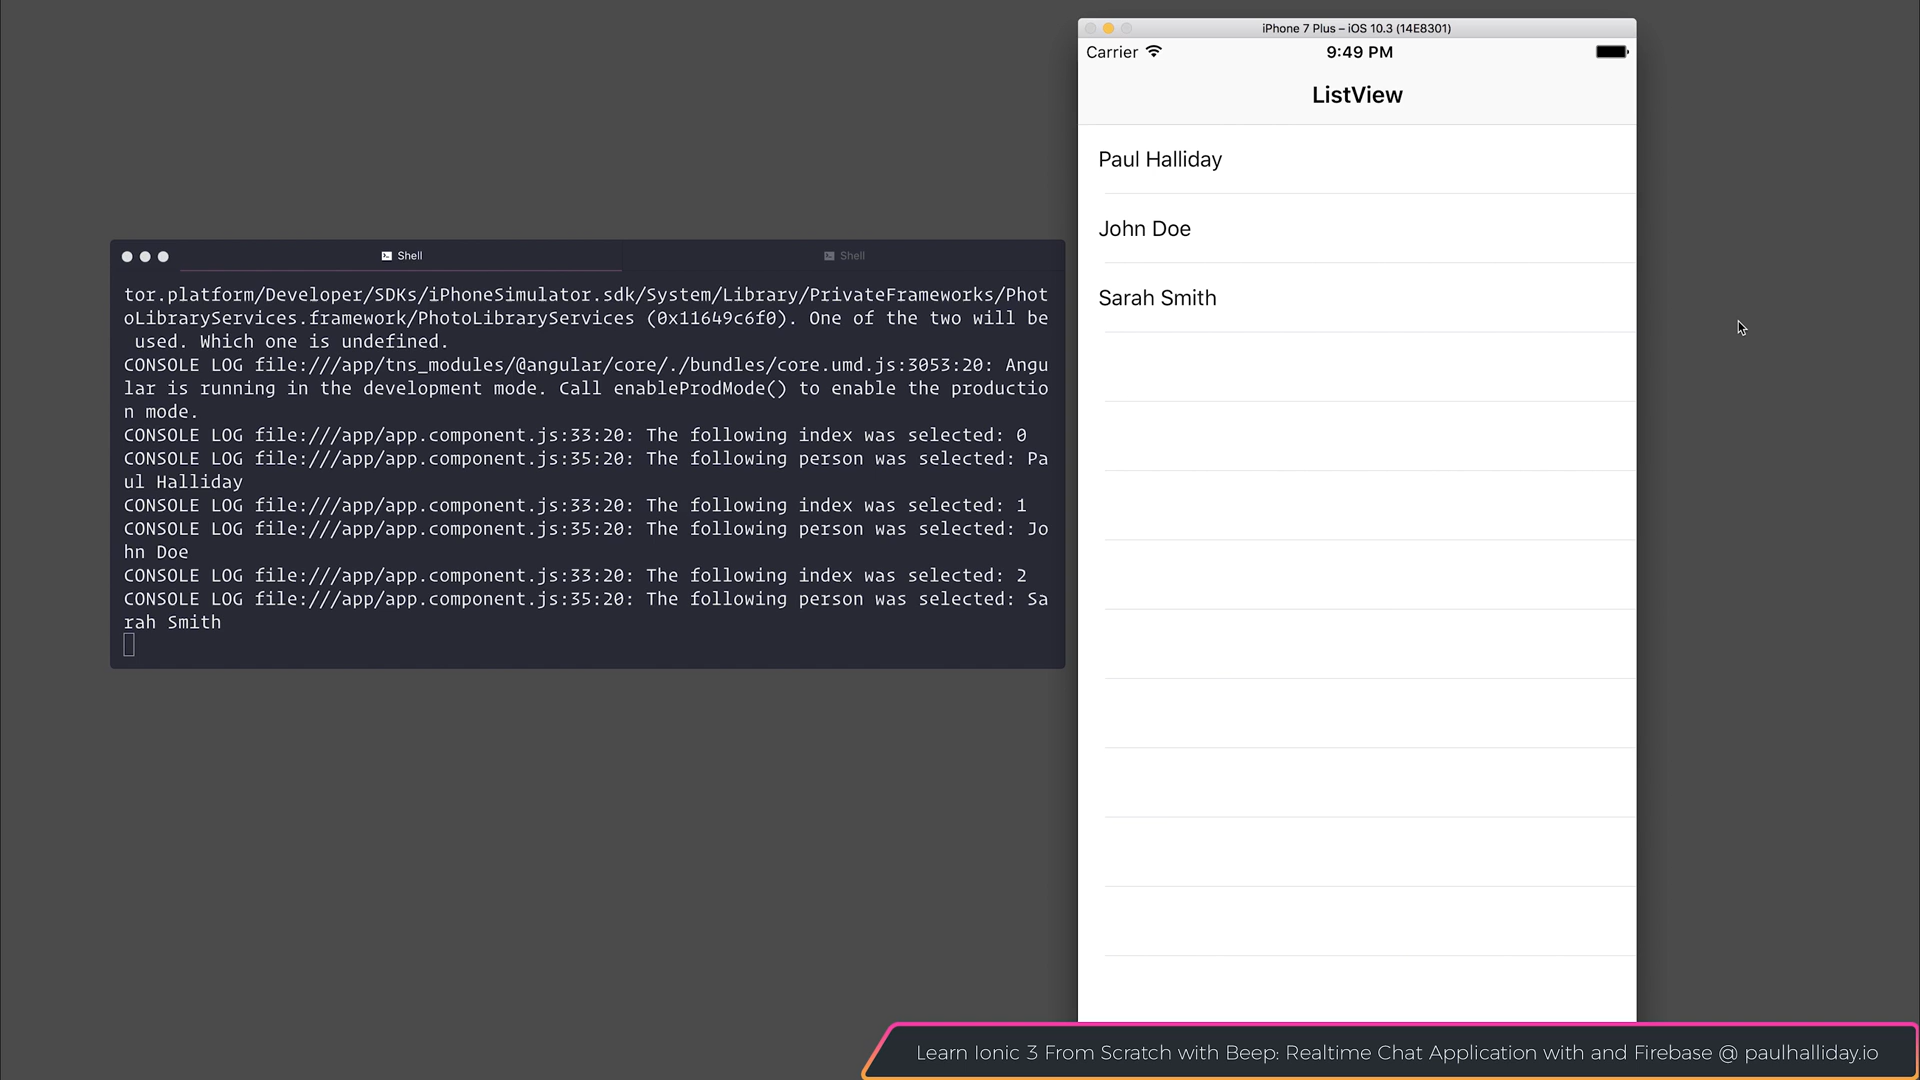 iPhone 7 Plus – iOS 10.3 (14E8301)
Carrier 9:49 PM
ListView
Paul Halliday
John Doe
Sarah Smith
Shell Shell
tor.platform/Developer/SDKs/iPhoneSimulator.sdk/System/Library/PrivateFrameworks/Phot
oLibraryServices.framework/PhotoLibraryServices (0x11649c6f0). One of the two will be
used. Which one is undefined.
CONSOLE LOG file:///app/tns_modules/@angular/core/./bundles/core.umd.js:3053:20: Angu
lar is running in the development mode. Call enableProdMode() to enable the productio
n mode.
CONSOLE LOG file:///app/app.component.js:33:20: The following index was selected: 0
CONSOLE LOG file:///app/app.component.js:35:20: The following person was selected: Pa
ul Halliday
CONSOLE LOG file:///app/app.component.js:33:20: The following index was selected: 1
CONSOLE LOG file:///app/app.component.js:35:20: The following person was selected: Jo
hn Doe
CONSOLE LOG file:///app/app.component.js:33:20: The following index was selected: 2
CONSOLE LOG file:///app/app.component.js:35:20: The following person was selected: Sa
rah Smith
Learn Ionic 3 From Scratch with Beep: Realtime Chat Application with and Firebase @ paulhalliday.io